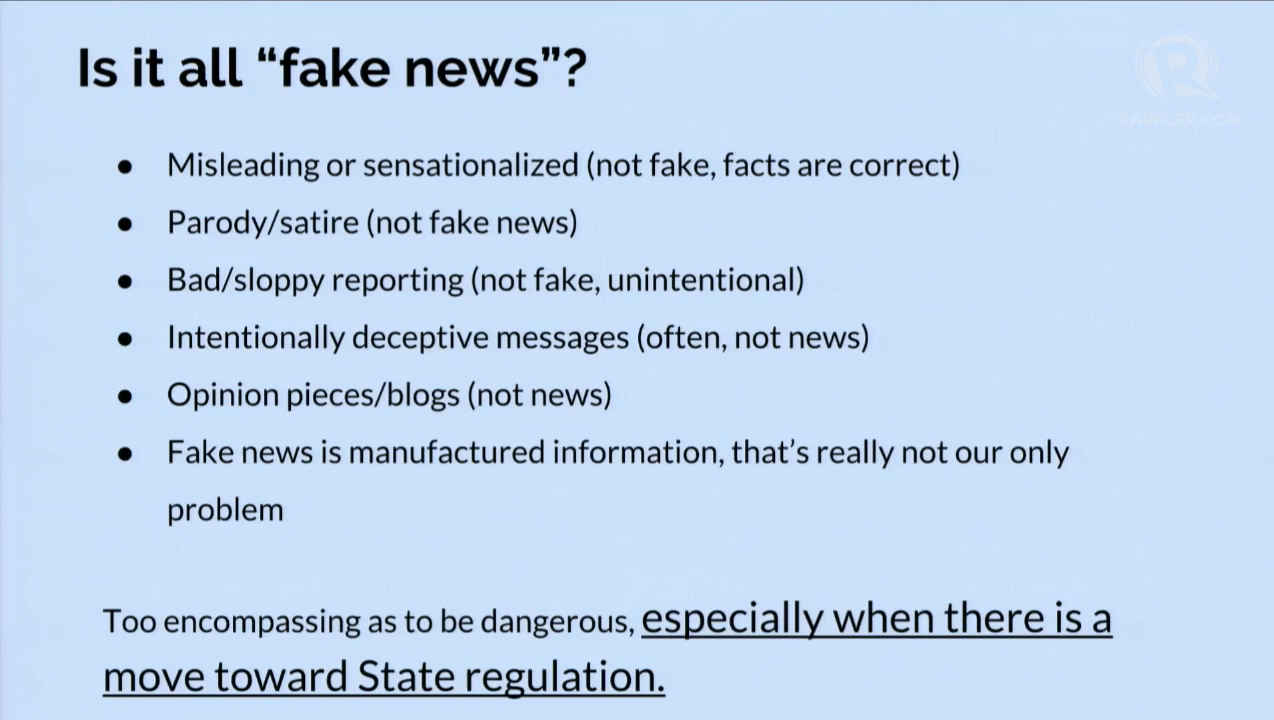 Is it all “fake news”?
RAPPLER.COM
● Misleading or sensationalized (not fake, facts are correct)
● Parody/satire (not fake news)
● Bad/sloppy reporting (not fake, unintentional)
● Intentionally deceptive messages (often, not news)
● Opinion pieces/blogs (not news)
● Fake news is manufactured information, that’s really not our only
problem
Too encompassing as to be dangerous, especially when there is a
move toward State regulation.